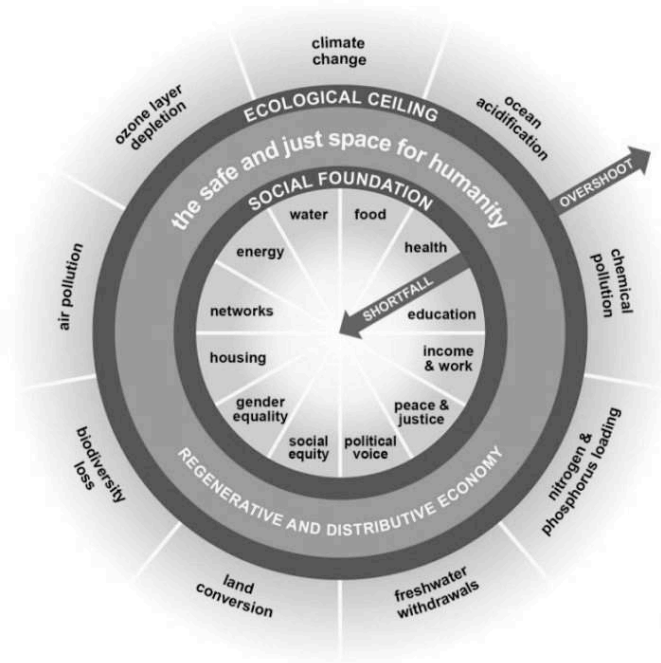 climate
change
ocean
acidification
chemical
pollution
nitrogen &
phosphorus loading
freshwater
withdrawals
land
conversion
biodiversity
loss
air pollution
ozone layer
depletion
OVERSHOOT
ECOLOGICAL CEILING
the safe and just space for humanity
SOCIAL FOUNDATION
water
food
health
SHORTFALL
education
income
& work
peace &
justice
political
voice
social
equity
gender
equality
housing
networks
energy
REGENERATIVE AND DISTRIBUTIVE ECONOMY